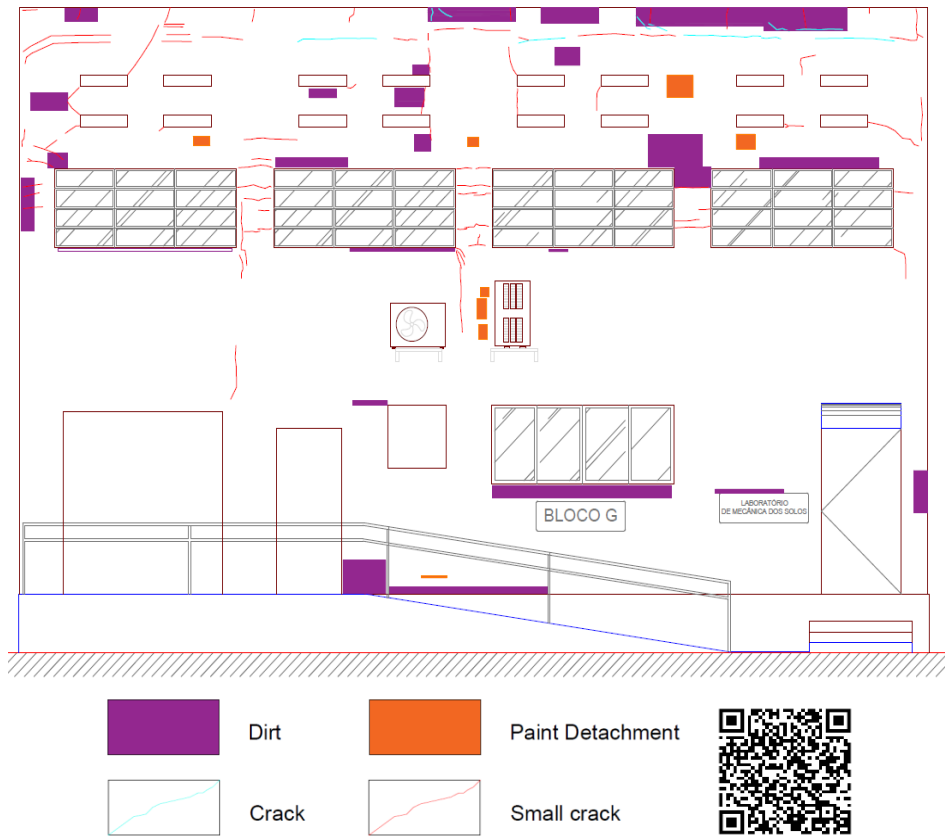 BLOCO G
LABORATÓRIO
DE MECÂNICA DOS SOLOS
Dirt
Paint Detachment
Crack
Small crack